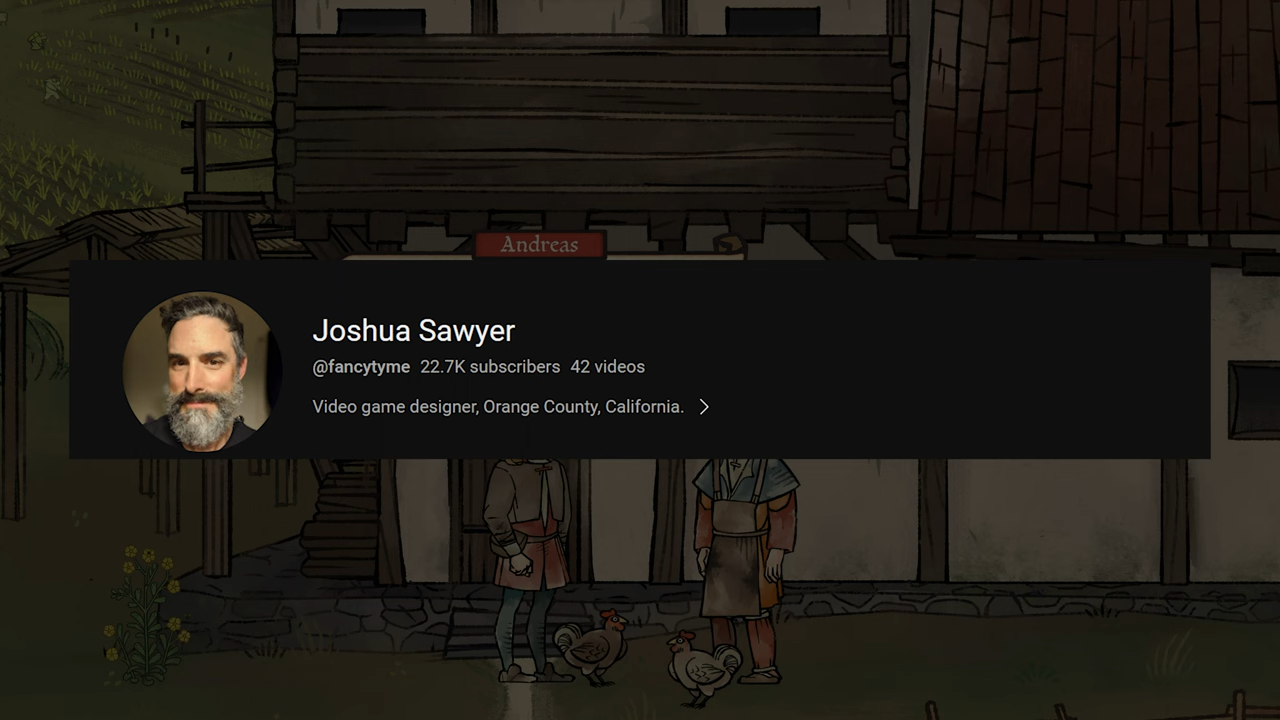 Andreas
Joshua Sawyer
@fancytyme 22.7K subscribers 42 videos
Video game designer, Orange County, California.